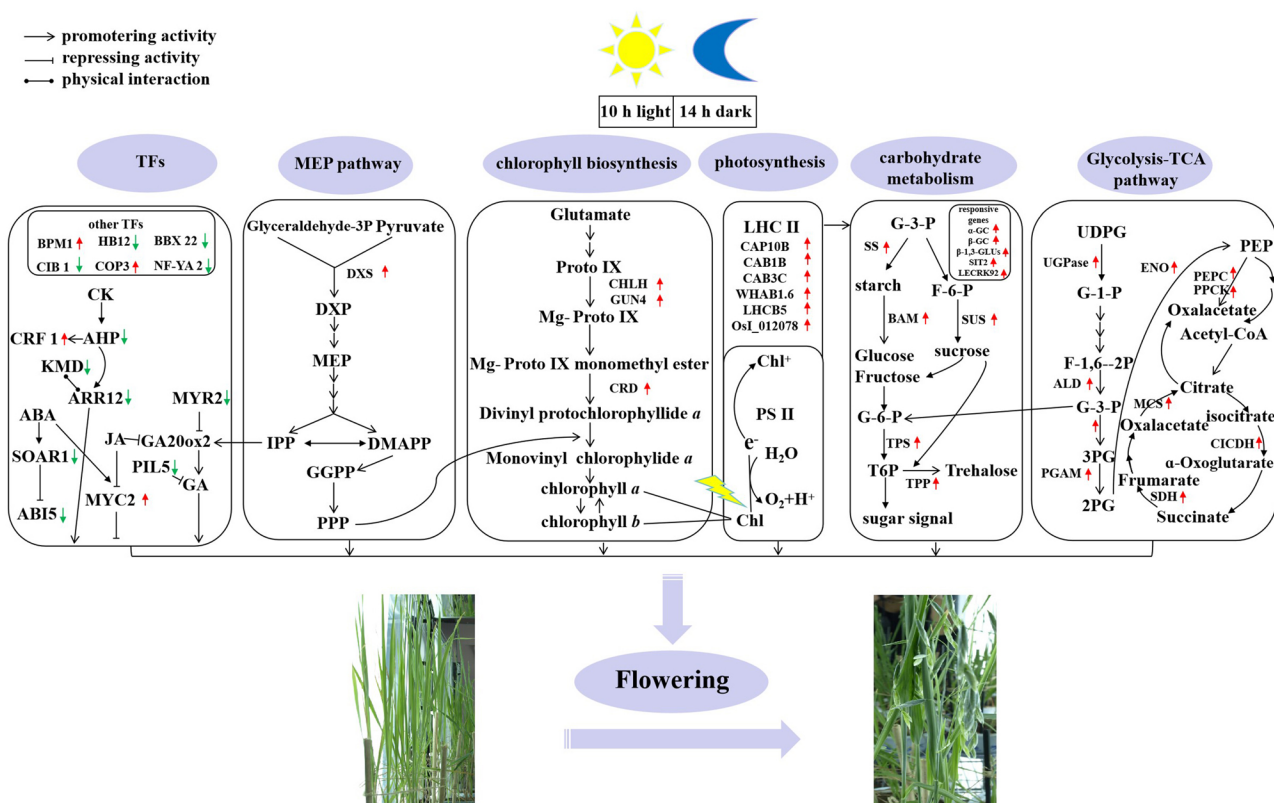 promotering activity
repressing activity
physical interaction
10 h light 14 h dark
TFs
MEP pathway
chlorophyll biosynthesis
photosynthesis
carbohydrate
metabolism
Glycolysis-TCA
pathway
other TFs
BPM1 HB12 BBX 22
CIB 1 COP3 NF-YA 2
CK
CRF 1 AHP
KMD
ARR12
ABA
MYR2
JA GA20ox2
SOAR1
PIL5
GA
MYC2
ABI5
Glyceraldehyde-3P Pyruvate
DXS
DXP
MEP
IPP DMAPP
GGPP
PPP
Glutamate
Proto IX
CHLH
GUN4
Mg- Proto IX
Mg- Proto IX monomethyl ester
CRD
Divinyl protochlorophyllide a
Monovinyl chlorophylide a
chlorophyll a
chlorophyll b
LHC II
CAP10B
CAB1B
CAB3C
WHAB1.6
LHCB5
OsI_012078
Chl+
PS II
e-
H2O
O2+H+
Chl
G-3-P
responsive
genes
α-GC
β-GC
β-1,3-GLUs
SIT2
LECRK92
SS
starch
F-6-P
BAM
SUS
Glucose
sucrose
Fructose
G-6-P
TPS
T6P Trehalose
TPP
sugar signal
UDPG
UGPase
G-1-P
F-1,6--2P
ALD
G-3-P
3PG
PGAM
2PG
ENO
PEP
PEPC
PPCK
Oxalacetate
Acetyl-CoA
Citrate
MCS
isocitrate
Oxalacetate
CICDH
α-Oxoglutarate
Frumarate
SDH
Succinate
Flowering